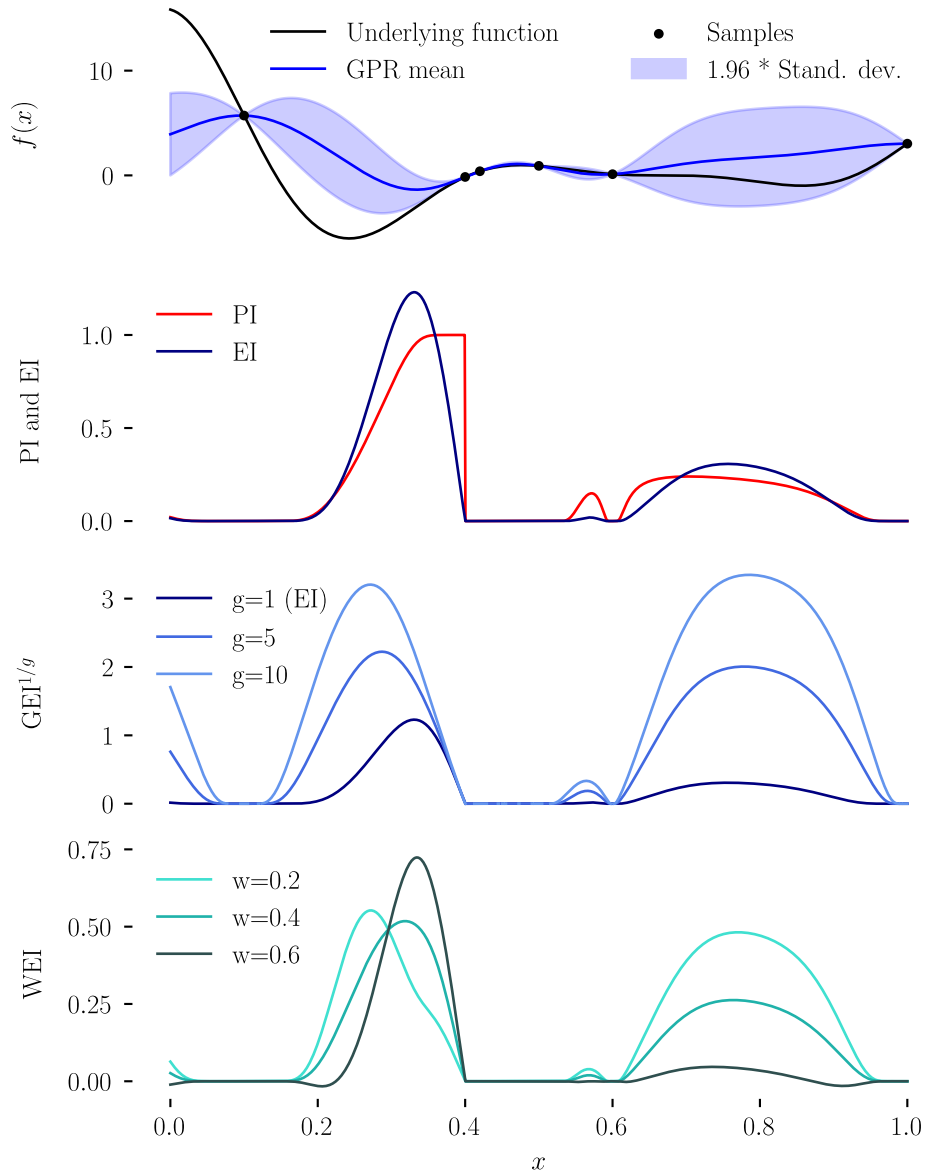 Underlying function
GPR mean
Samples
1.96 * Stand. dev.
10
0
f(x)
PI
EI
1.0
0.5
0.0
PI and EI
g=1 (EI)
g=5
g=10
3
2
1
0
GEI^{1/g}
w=0.2
w=0.4
w=0.6
0.75
0.50
0.25
0.00
WEI
0.0 0.2 0.4 0.6 0.8 1.0
x